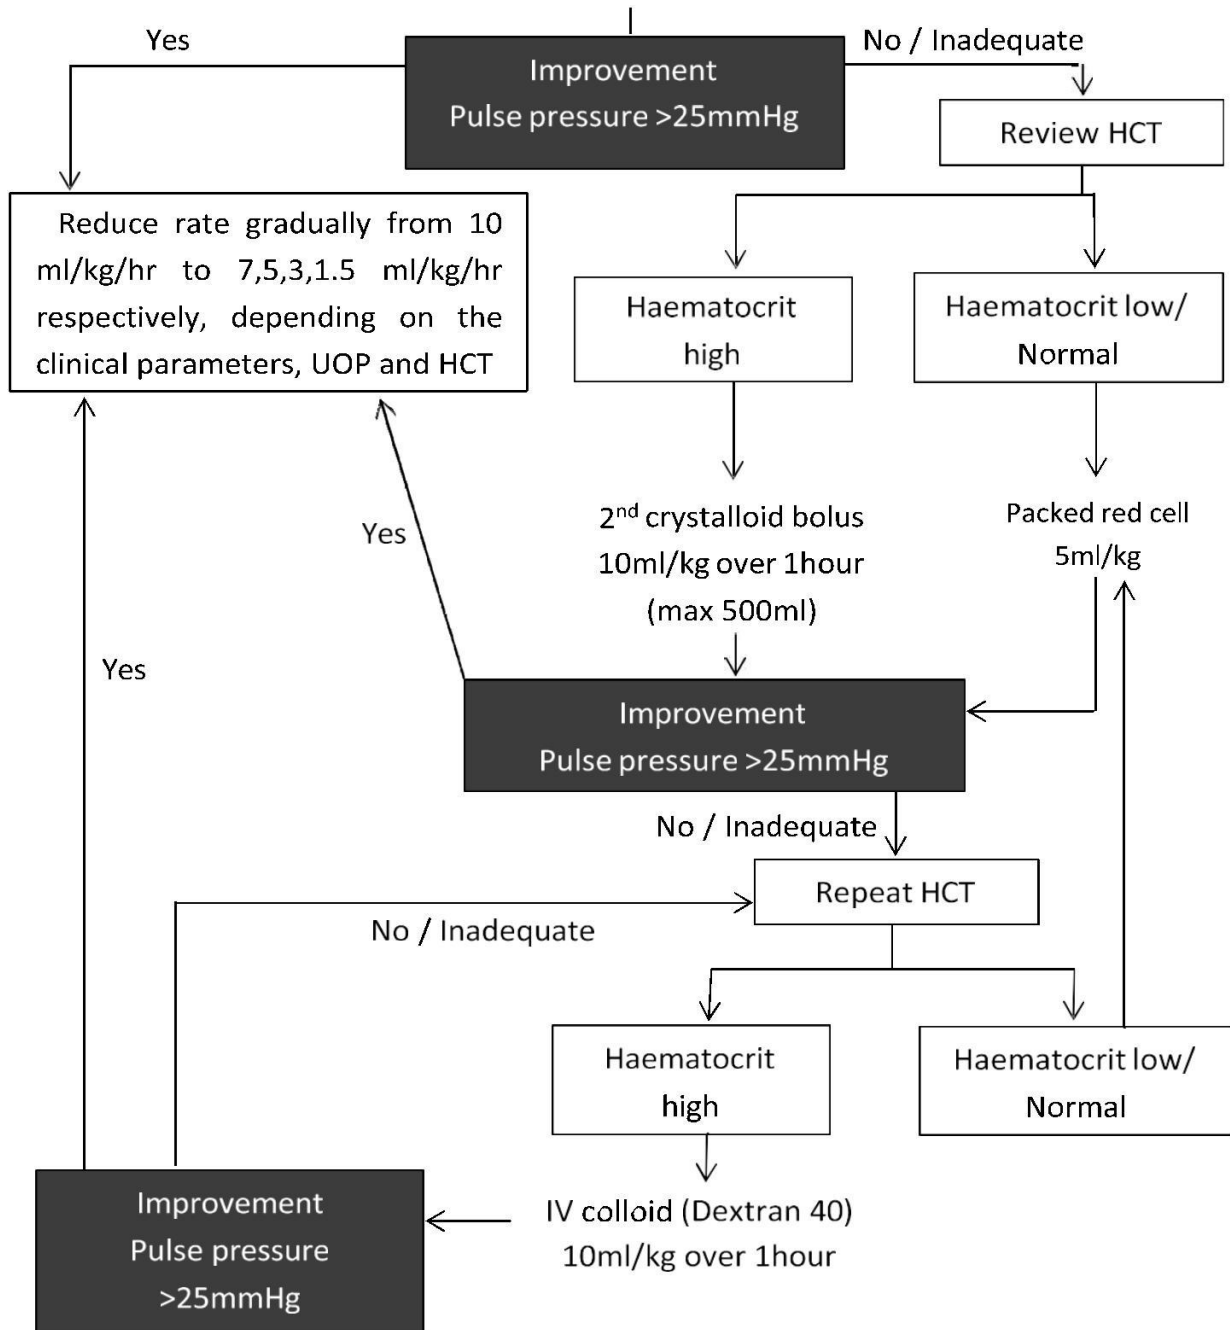 Yes
Improvement
Pulse pressure >25mmHg
No / Inadequate
Review HCT
Reduce rate gradually from 10
ml/kg/hr to 7,5,3,1.5 ml/kg/hr
respectively, depending on the
clinical parameters, UOP and HCT
Haematocrit
high
Haematocrit low/
Normal
2nd crystalloid bolus
10ml/kg over 1hour
(max 500ml)
Packed red cell
5ml/kg
Yes
Yes
Improvement
Pulse pressure >25mmHg
No / Inadequate
Repeat HCT
No / Inadequate
Haematocrit
high
Haematocrit low/
Normal
IV colloid (Dextran 40)
10ml/kg over 1hour
Improvement
Pulse pressure
>25mmHg